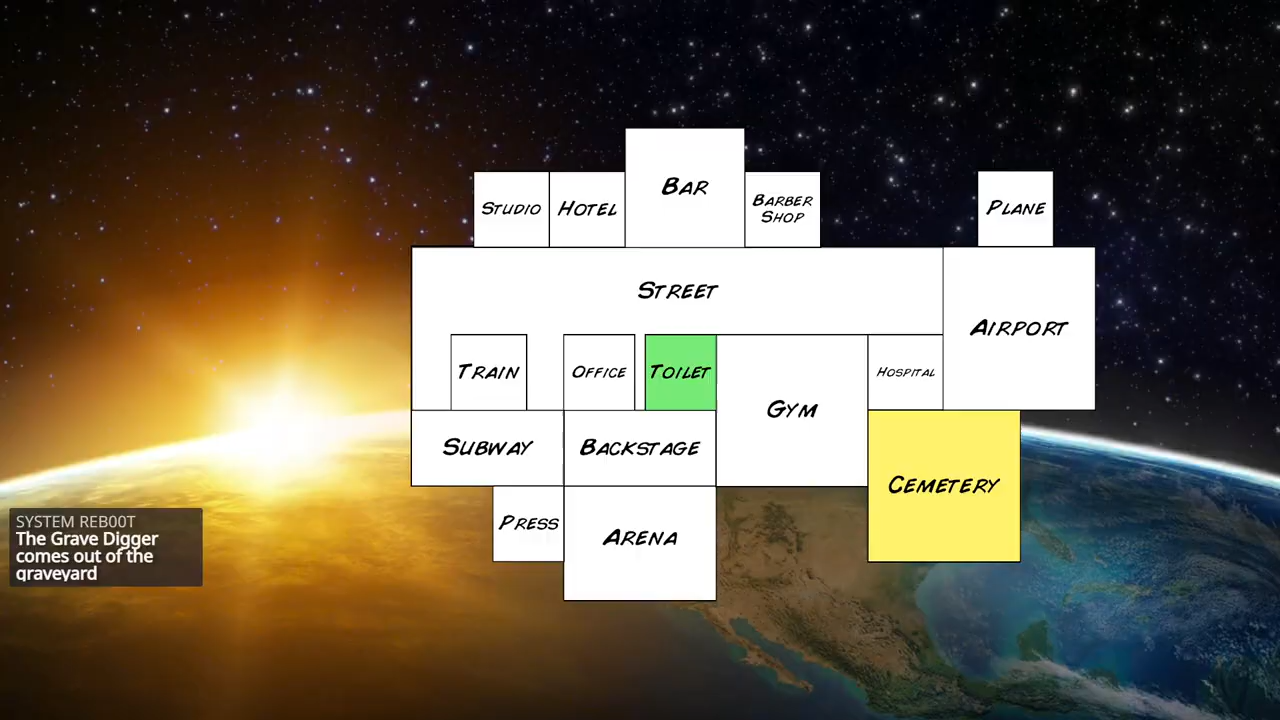 BAR
STUDIO
HOTEL
BARBER
SHOP
PLANE
STREET
AIRPORT
TRAIN
OFFICE
TOILET
HOSPITAL
GYM
SUBWAY
BACKSTAGE
CEMETERY
PRESS
ARENA
SYSTEM REB00T
The Grave Digger
comes out of the
graveyard